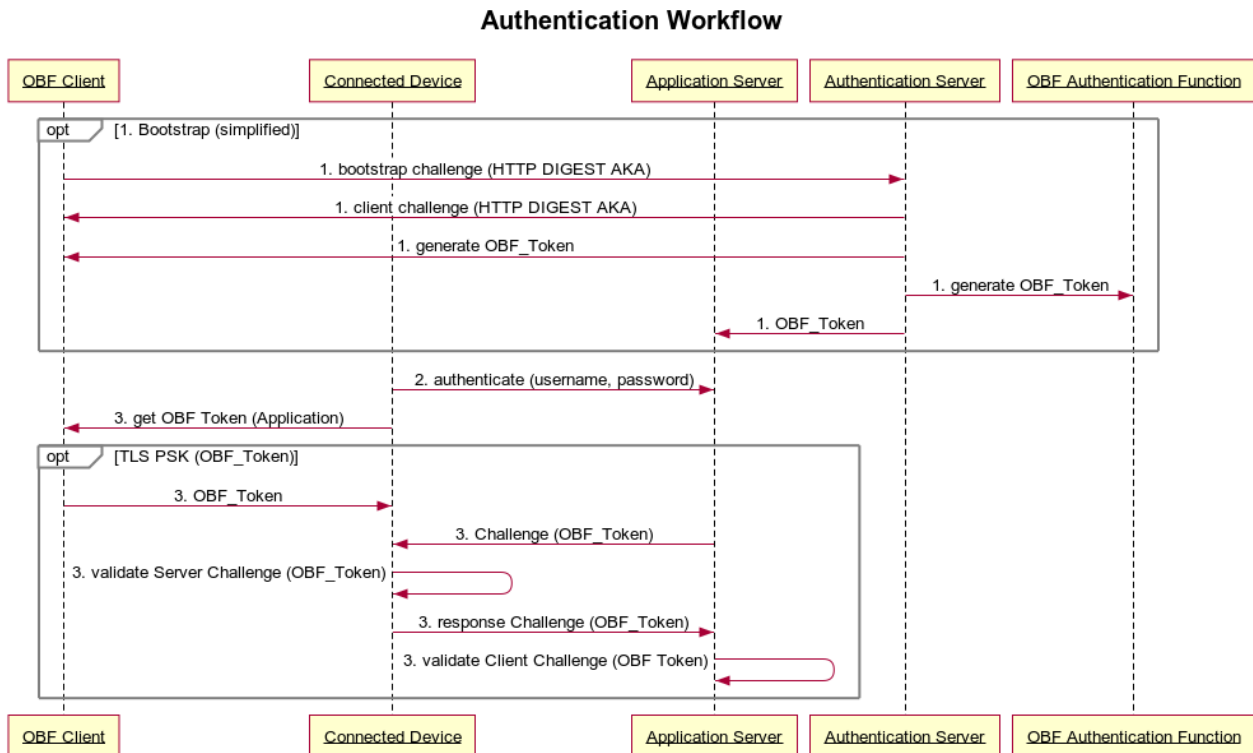 Authentication Workflow
OBF Client
Connected Device
Application Server
Authentication Server
OBF Authentication Function
opt
[1. Bootstrap (simplified)]
1. bootstrap challenge (HTTP DIGEST AKA)
1. client challenge (HTTP DIGEST AKA)
1. generate OBF_Token
1. generate OBF_Token
1. OBF_Token
2. authenticate (username, password)
3. get OBF Token (Application)
opt
[TLS PSK (OBF_Token)]
3. OBF_Token
3. Challenge (OBF_Token)
3. validate Server Challenge (OBF_Token)
3. response Challenge (OBF_Token)
3. validate Client Challenge (OBF Token)
OBF Client
Connected Device
Application Server
Authentication Server
OBF Authentication Function